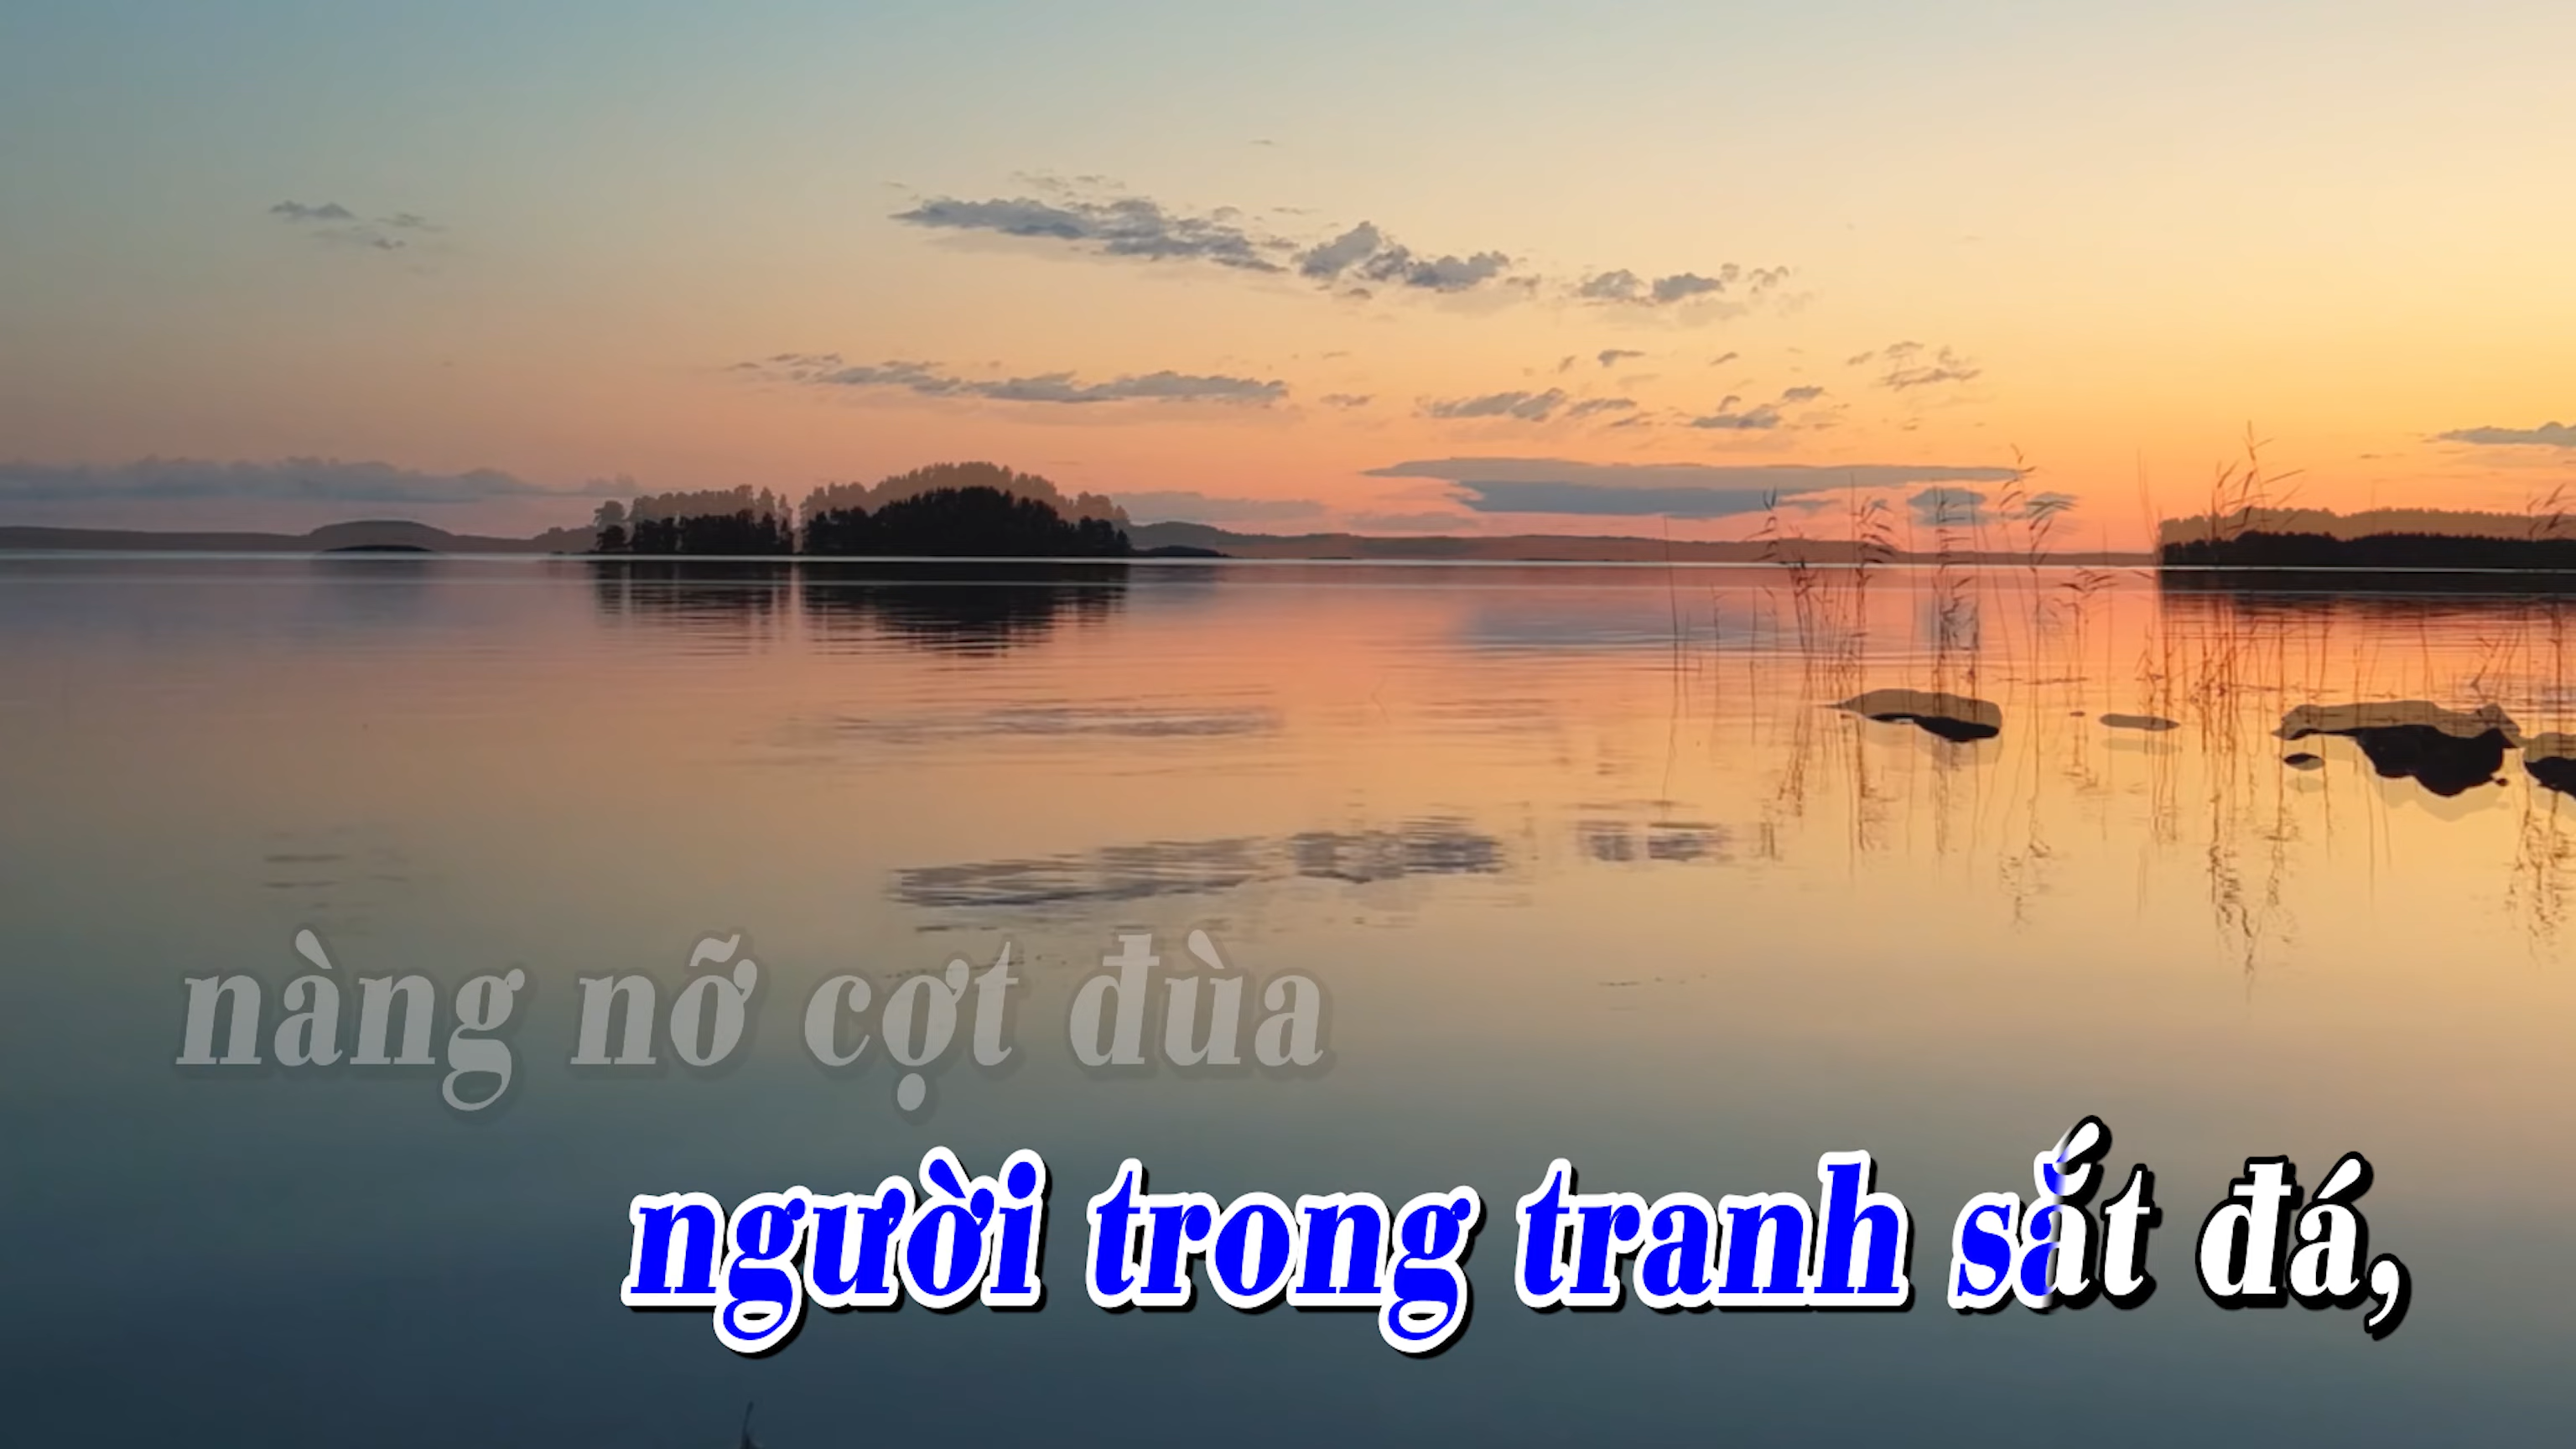 nàng nỡ cợt đùa
người trong tranh sắt đá,